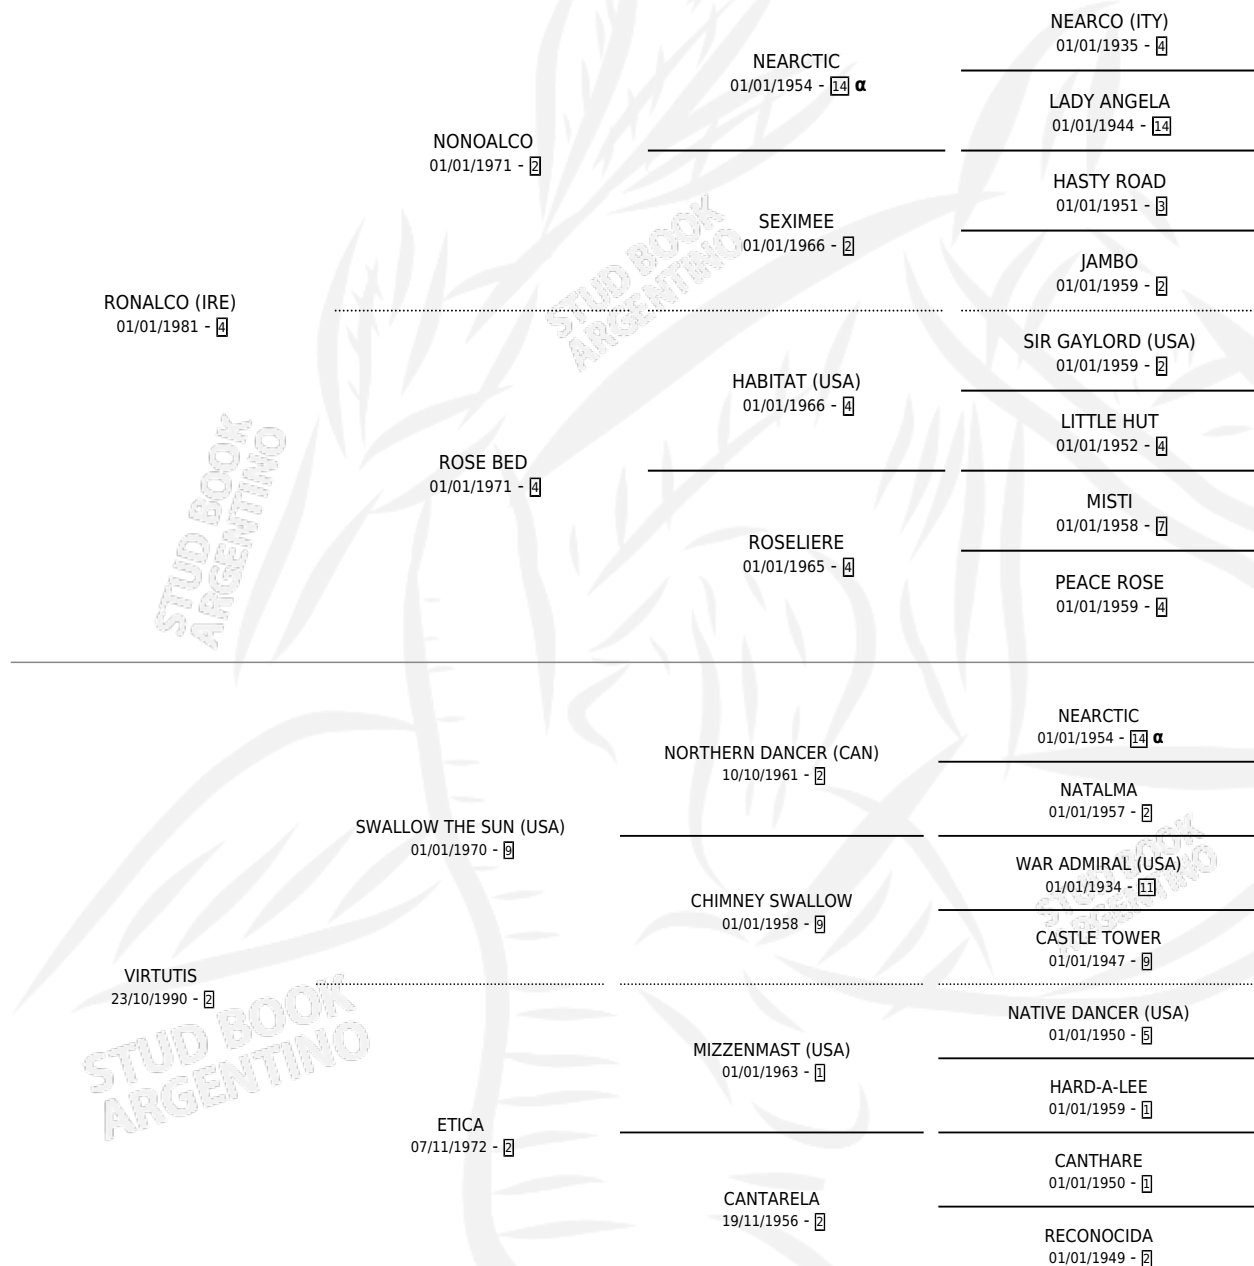 NEARCO (ITY)
01/01/1935 - 4
NEARCTIC
01/01/1954 - 14 α
LADY ANGELA
01/01/1944 - 14
NONOALCO
01/01/1971 - 2
HASTY ROAD
01/01/1951 - 3
SEXIMEE
01/01/1966 - 2
JAMBO
01/01/1959 - 2
STUD BOOK
ARGENTINO
RONALCO (IRE)
01/01/1981 - 4
SIR GAYLORD (USA)
01/01/1959 - 2
HABITAT (USA)
01/01/1966 - 4
LITTLE HUT
01/01/1952 - 4
ROSE BED
01/01/1971 - 4
MISTI
01/01/1958 - 7
ROSELIERE
01/01/1965 - 4
PEACE ROSE
01/01/1959 - 4
STUD BOOK
ARGENTINO
NEARCTIC
01/01/1954 - 14 α
NORTHERN DANCER (CAN)
10/10/1961 - 2
NATALMA
01/01/1957 - 2
SWALLOW THE SUN (USA)
01/01/1970 - 9
WAR ADMIRAL (USA)
01/01/1934 - 11
CHIMNEY SWALLOW
01/01/1958 - 9
CASTLE TOWER
01/01/1947 - 9
STUD BOOK
ARGENTINO
VIRTUTIS
23/10/1990 - 2
NATIVE DANCER (USA)
01/01/1950 - 5
MIZZENMAST (USA)
01/01/1963 - 1
HARD-A-LEE
01/01/1959 - 1
ETICA
07/11/1972 - 2
CANTHARE
01/01/1950 - 1
CANTARELA
19/11/1956 - 2
RECONOCIDA
01/01/1949 - 2
STUD BOOK
ARGENTINO